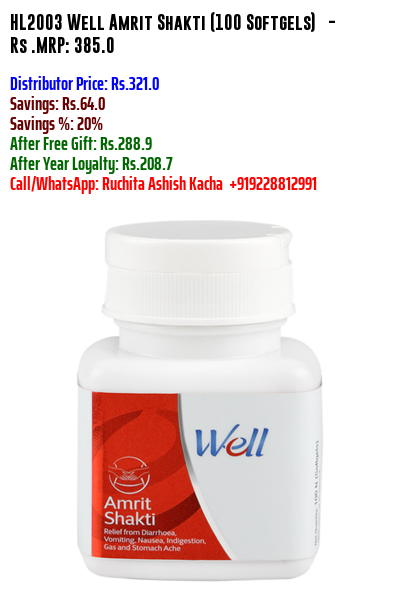 HL2003 Well Amrit Shakti (100 Softgels) -
Rs .MRP: 385.0
Distributor Price: Rs.321.0
Savings: Rs.64.0
Savings %: 20%
After Free Gift: Rs.288.9
After Year Loyalty: Rs.208.7
Call/WhatsApp: Ruchita Ashish Kacha +919228812991
Well
Amrit
Shakti
Relief from Diarrhoea,
Vomiting, Nausea, Indigestion,
Gas and Stomach Ache